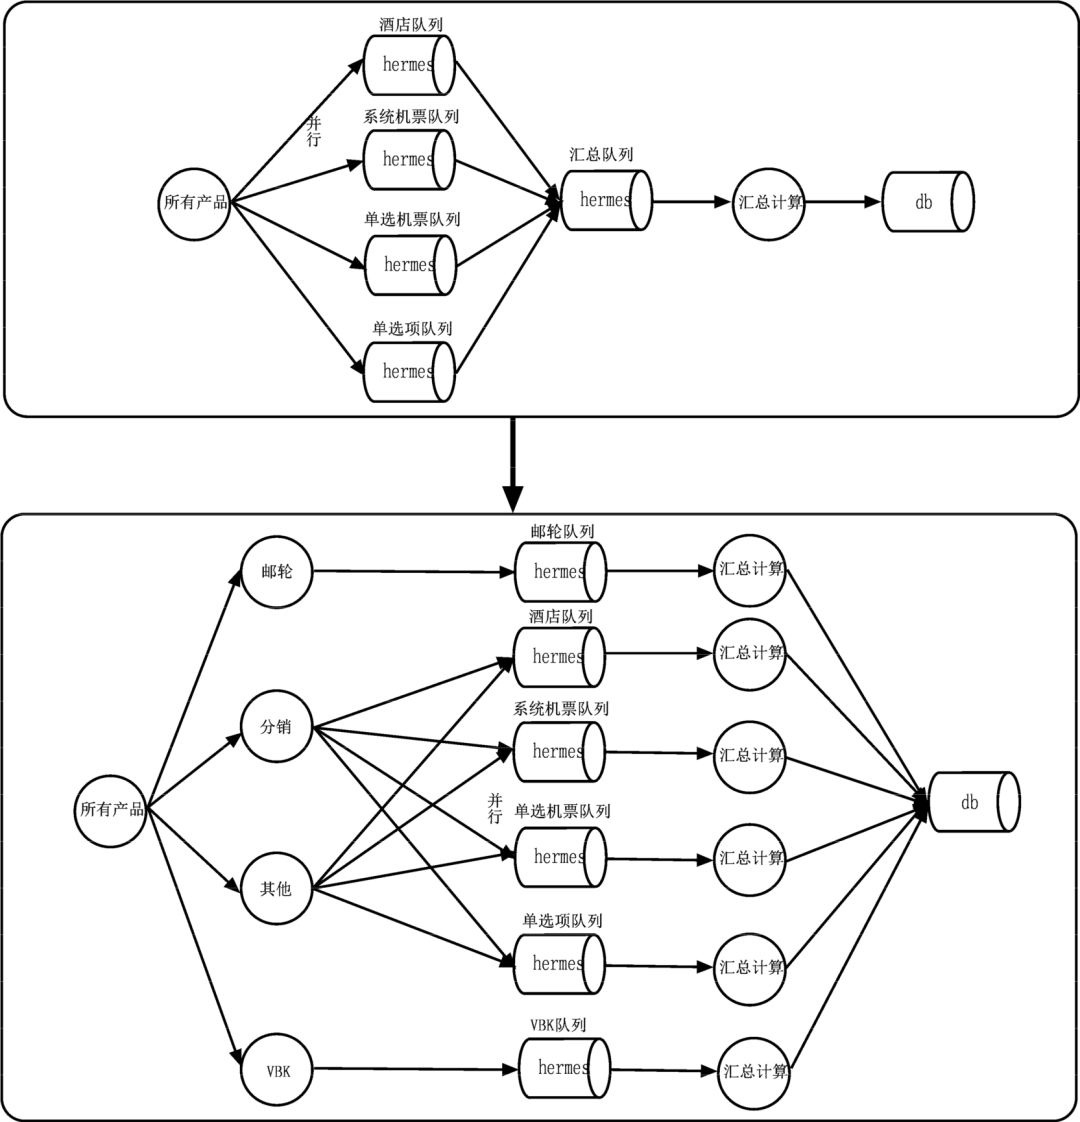 酒店队列
hermes
系统机票队列
hermes
并
行
汇总队列
所有产品
hermes
汇总计算
db
单选机票队列
hermes
单选项队列
hermes
邮轮队列
邮轮
hermes
汇总计算
酒店队列
hermes
汇总计算
系统机票队列
分销
hermes
汇总计算
所有产品
并
行
db
单选机票队列
hermes
汇总计算
其他
单选项队列
hermes
汇总计算
VBK队列
VBK
hermes
汇总计算